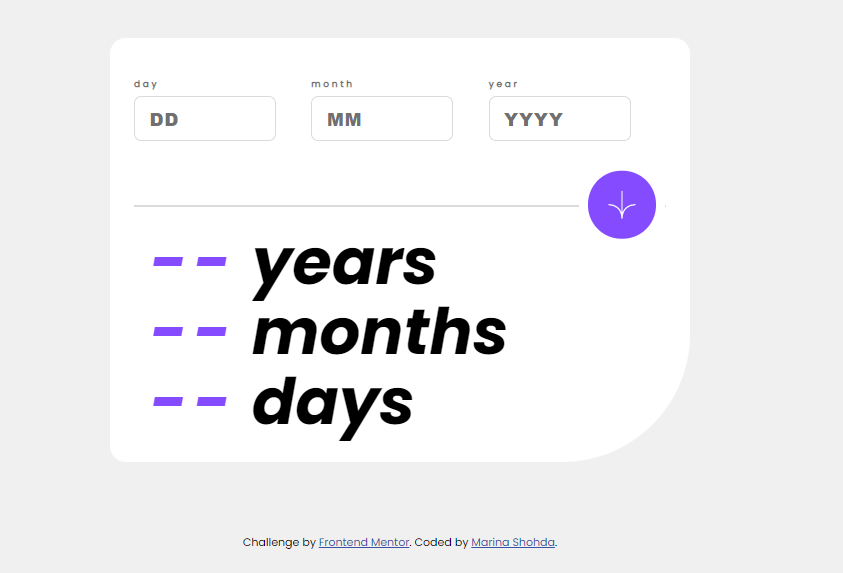 day month year
DD MM YYYY
-- years
-- months
-- days
Challenge by Frontend Mentor. Coded by Marina Shohda.